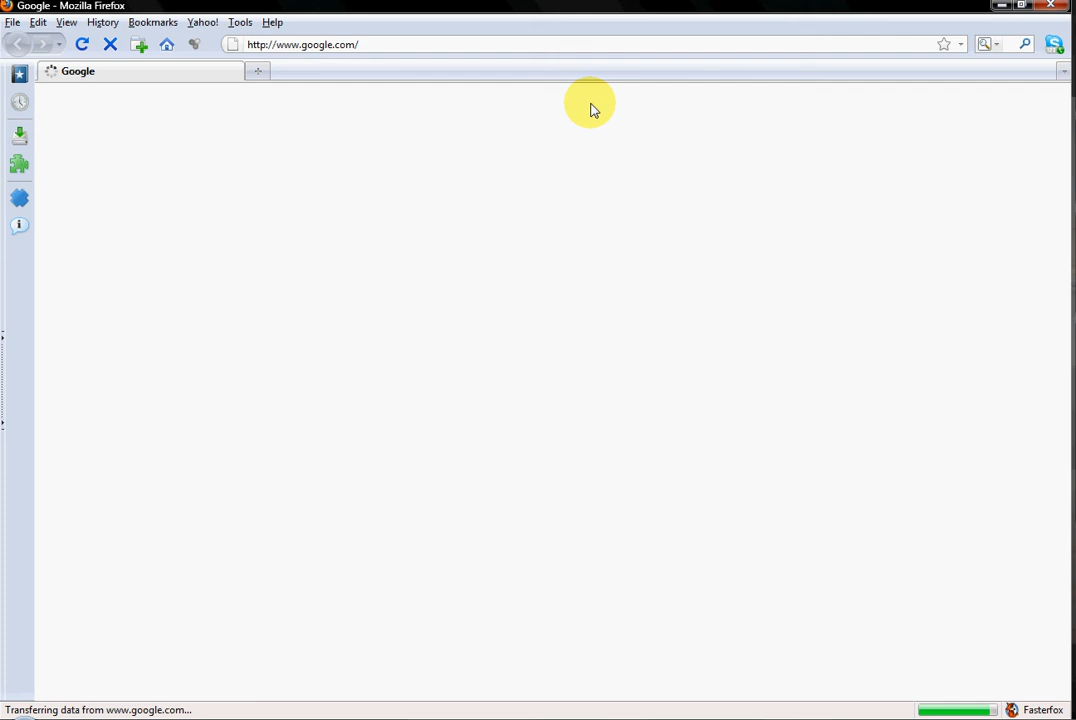 Google - Mozilla Firefox
File Edit View History Bookmarks Yahoo! Tools Help
http://www.google.com/
Google
Transferring data from www.google.com...
Fasterfox